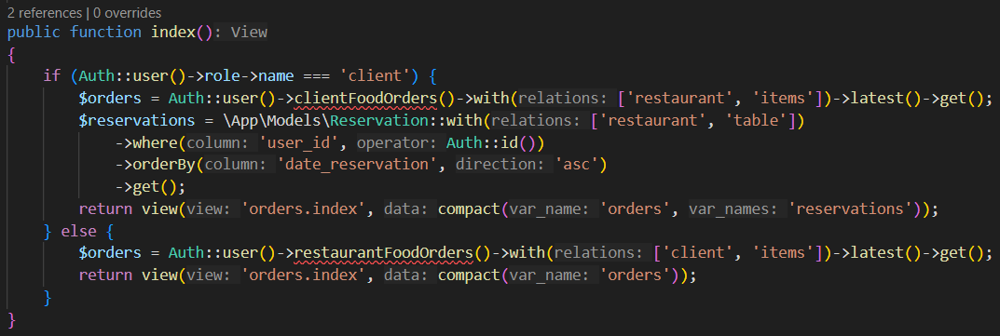 2 references | 0 overrides
public function index(): View
{
    if (Auth::user()->role->name === 'client') {
        $orders = Auth::user()->clientFoodOrders()->with(relations: ['restaurant', 'items'])->latest()->get();
        $reservations = \App\Models\Reservation::with(relations: ['restaurant', 'table'])
            ->where(column: 'user_id', operator: Auth::id())
            ->orderBy(column: 'date_reservation', direction: 'asc')
            ->get();
        return view(view: 'orders.index', data: compact(var_name: 'orders', var_names: 'reservations'));
    } else {
        $orders = Auth::user()->restaurantFoodOrders()->with(relations: ['client', 'items'])->latest()->get();
        return view(view: 'orders.index', data: compact(var_name: 'orders'));
    }
}